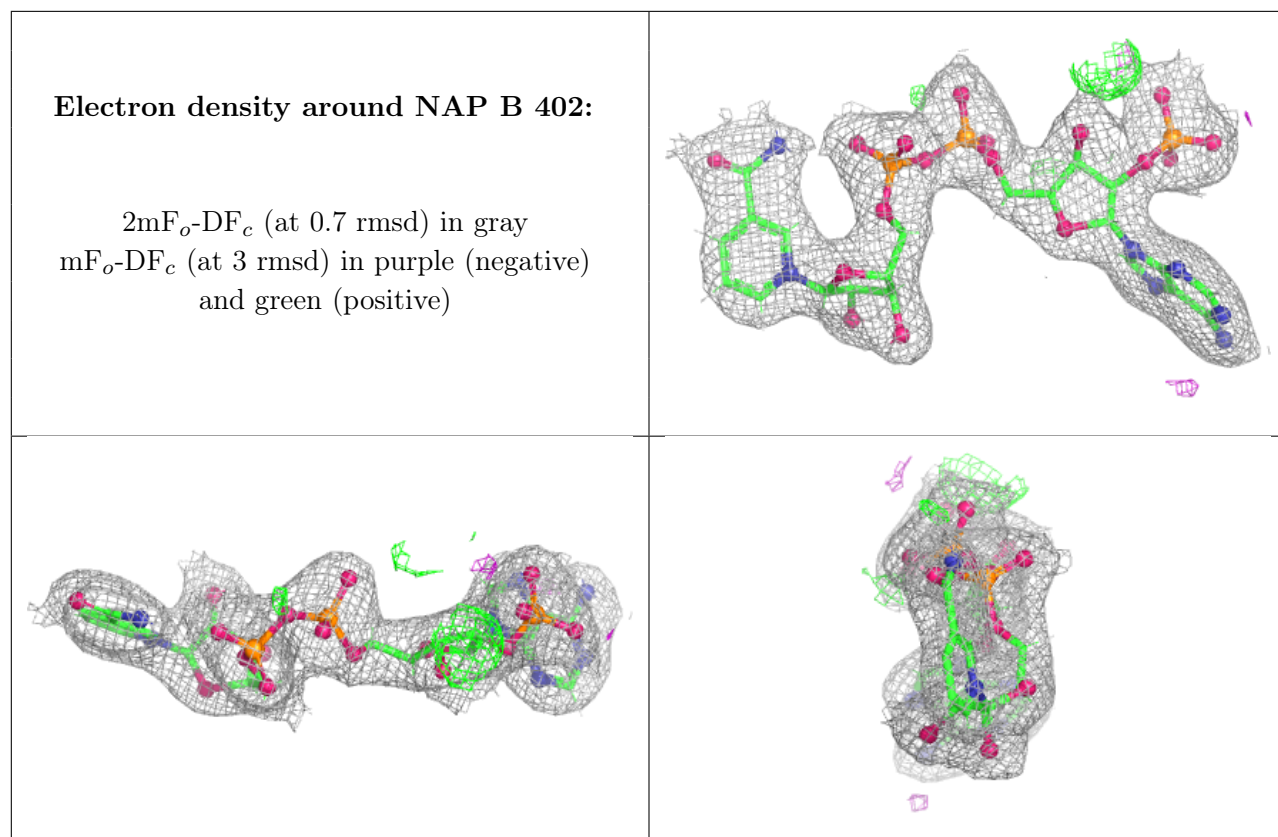 Electron density around NAP B 402:
2mFₒ-DF𝒸 (at 0.7 rmsd) in gray
mFₒ-DF𝒸 (at 3 rmsd) in purple (negative)
and green (positive)